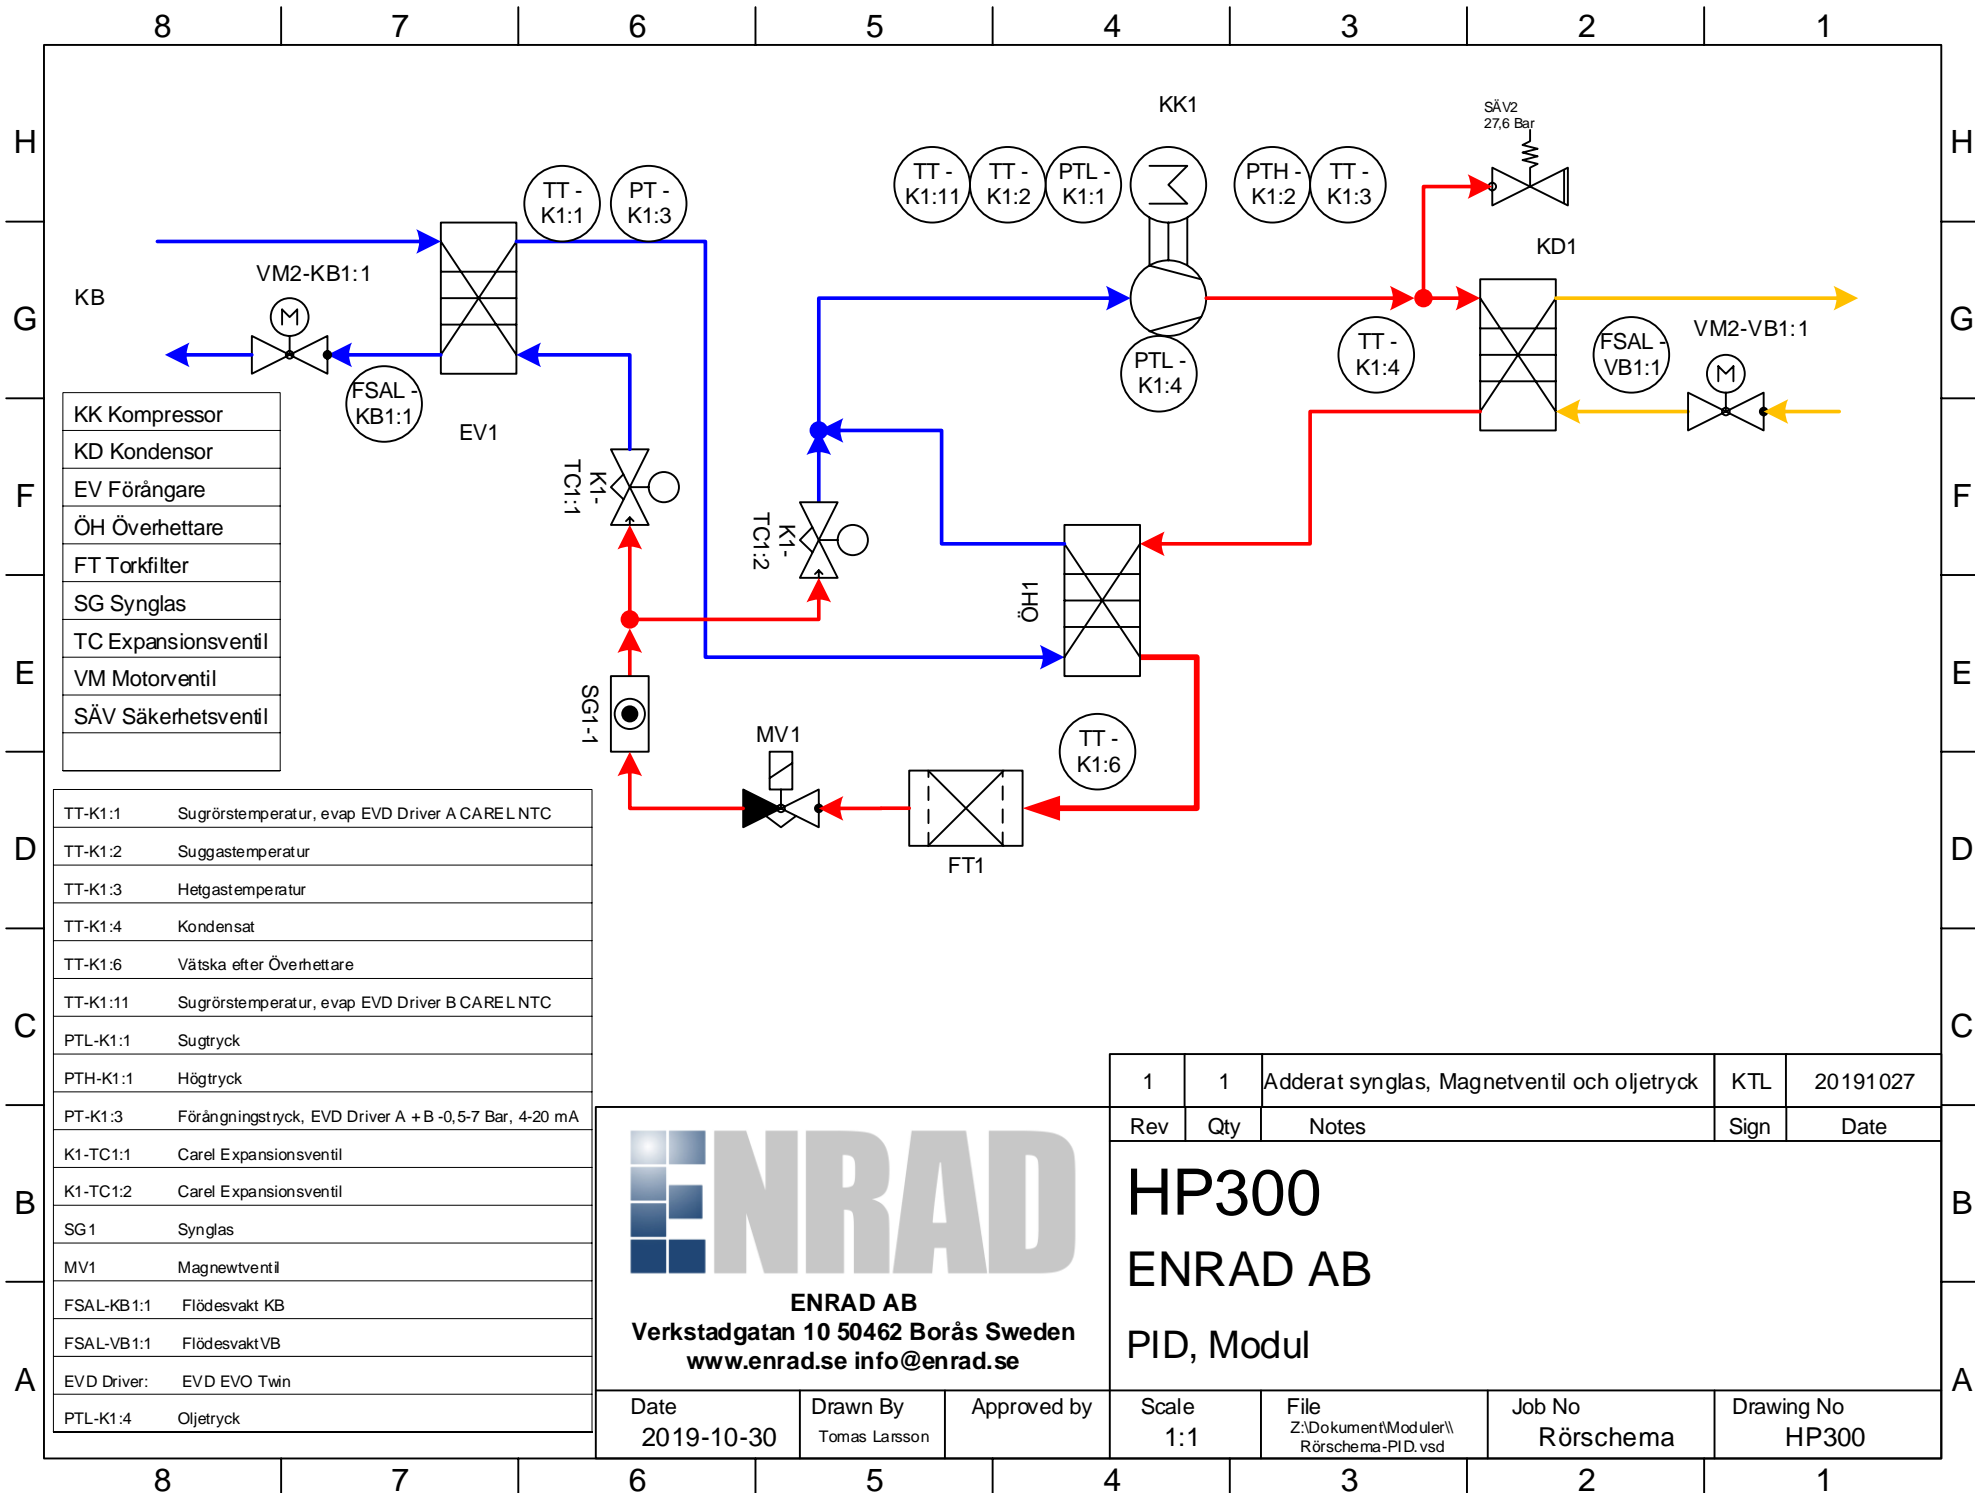 8 7 6 5 4 3 2 1
H
H
G
G
F
F
E
E
D
D
C
C
B
B
A
A
KK1
SÄV2
27,6 Bar
TT -
K1:1
PT -
K1:3
TT -
K1:11
TT -
K1:2
PTL -
K1:1
PTH -
K1:2
TT -
K1:3
KD1
KB
VM2-KB1:1
M
FSAL -
KB1:1
EV1
PTL -
K1:4
TT -
K1:4
FSAL -
VB1:1
VM2-VB1:1
M
K1-
TC1:1
K1-
TC1:2
ÖH1
SG1-1
MV1
TT -
K1:6
FT1
KK Kompressor
KD Kondensor
EV Förångare
ÖH Överhettare
FT Torkfilter
SG Synglas
TC Expansionsventil
VM Motorventil
SÄV Säkerhetsventil
TT-K1:1 Sugrörstemperatur, evap EVD Driver A CAREL NTC
TT-K1:2 Suggastemperatur
TT-K1:3 Hetgastemperatur
TT-K1:4 Kondensat
TT-K1:6 Vätska efter Överhettare
TT-K1:11 Sugrörstemperatur, evap EVD Driver B CAREL NTC
PTL-K1:1 Sugtryck
PTH-K1:1 Högtryck
PT-K1:3 Förångningstryck, EVD Driver A + B -0,5-7 Bar, 4-20 mA
K1-TC1:1 Carel Expansionsventil
K1-TC1:2 Carel Expansionsventil
SG1 Synglas
MV1 Magnewtventil
FSAL-KB1:1 Flödesvakt KB
FSAL-VB1:1 Flödesvakt VB
EVD Driver: EVD EVO Twin
PTL-K1:4 Oljetryck
1 1 Adderat synglas, Magnetventil och oljetryck KTL 20191027
Rev Qty Notes Sign Date
ENRAD
ENRAD AB
Verkstadgatan 10 50462 Borås Sweden
www.enrad.se info@enrad.se
HP300
ENRAD AB
PID, Modul
Date
2019-10-30
Drawn By
Tomas Larsson
Approved by
Scale
1:1
File
Z:\Dokument\Moduler\\
Rörschema-PID.vsd
Job No
Rörschema
Drawing No
HP300
8 7 6 5 4 3 2 1